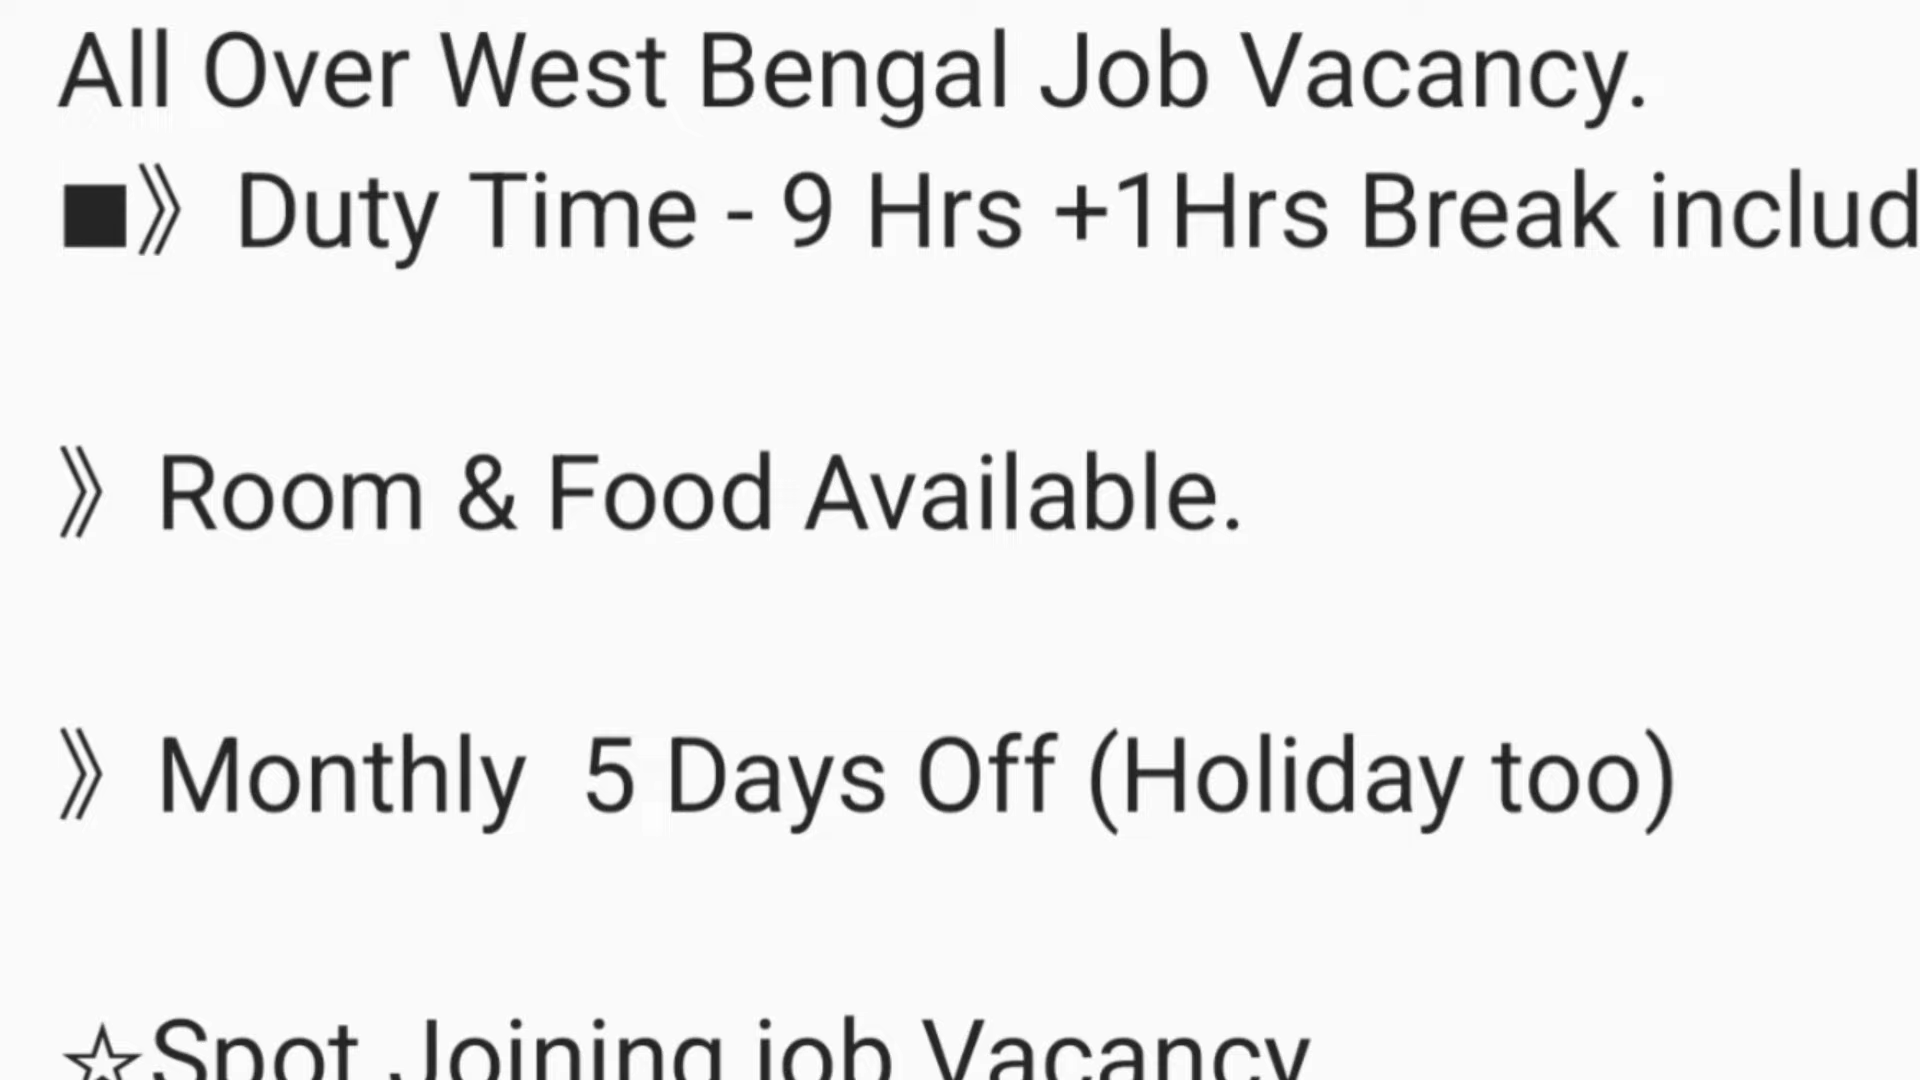 All Over West Bengal Job Vacancy.
■》 Duty Time - 9 Hrs +1Hrs Break includ
》 Room & Food Available.
》 Monthly  5 Days Off (Holiday too)
☆Spot Joining job Vacancy